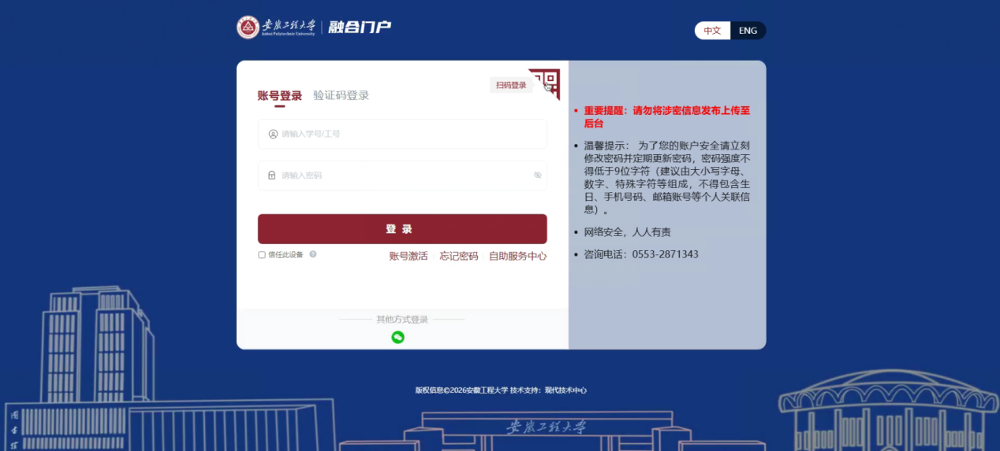 安徽工程大学
Anhui Polytechnic University
融合门户
中文
ENG
账号登录
验证码登录
扫码登录
请输入学号/工号
请输入密码
登 录
信任此设备
账号激活
忘记密码
自助服务中心
其他方式登录
重要提醒:请勿将涉密信息发布上传至
后台
温馨提示: 为了您的账户安全请立刻
修改密码并定期更新密码,密码强度不
得低于9位字符(建议由大小写字母、
数字、特殊字符等组成,不得包含生
日、手机号码、邮箱账号等个人关联信
息)。
网络安全,人人有责
咨询电话:0553-2871343
版权信息©2026安徽工程大学 技术支持:现代技术中心
安徽工程大学